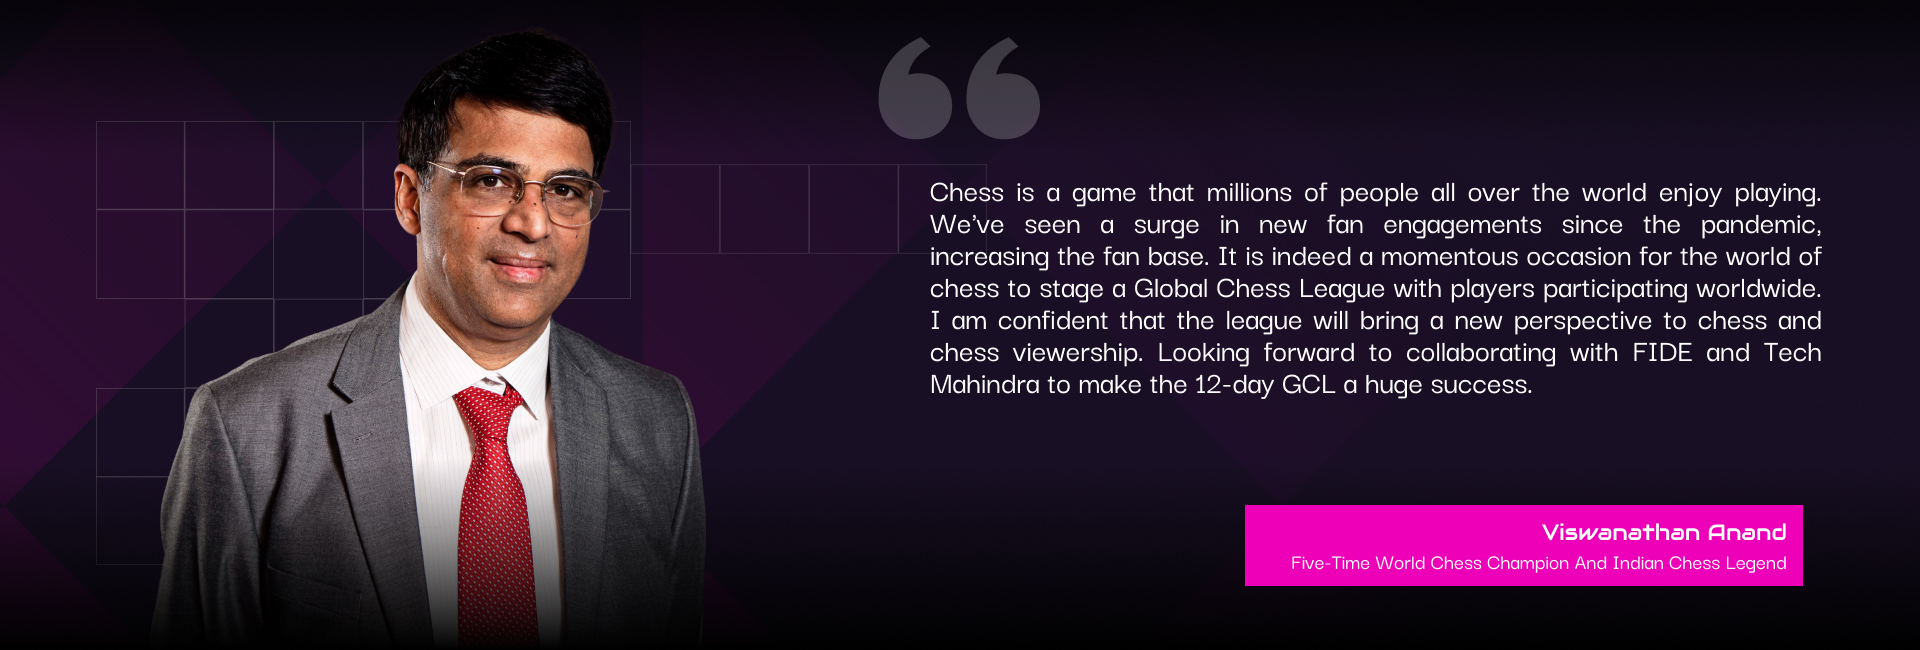 “
Chess is a game that millions of people all over the world enjoy playing.
We’ve seen a surge in new fan engagements since the pandemic,
increasing the fan base. It is indeed a momentous occasion for the world of
chess to stage a Global Chess League with players participating worldwide.
I am confident that the league will bring a new perspective to chess and
chess viewership. Looking forward to collaborating with FIDE and Tech
Mahindra to make the 12-day GCL a huge success.
Viswanathan Anand
Five-Time World Chess Champion And Indian Chess Legend